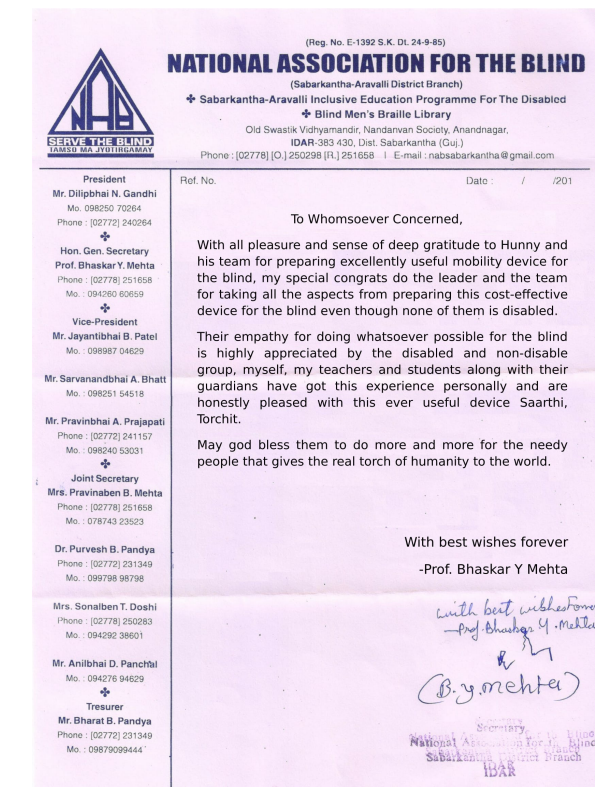 (Reg. No. E-1392 S.K. Dt. 24-9-85)
NATIONAL ASSOCIATION FOR THE BLIND
(Sabarkantha-Aravalli District Branch)
✤ Sabarkantha-Aravalli Inclusive Education Programme For The Disabled
✤ Blind Men's Braille Library
Old Swastik Vidhyamandir, Nandanvan Society, Anandnagar,
IDAR-383 430, Dist. Sabarkantha (Guj.)
Phone : [02778] [O.] 250298 [R.] 251658 | E-mail : nabsabarkantha@gmail.com
NAB
SERVE THE BLIND
TAMSO MA JYOTIRGAMAY
President
Mr. Dilipbhai N. Gandhi
Mo. 098250 70264
Phone : [02772] 240264
✤
Hon. Gen. Secretary
Prof. Bhaskar Y. Mehta
Phone : [02778] 251658
Mo. : 094260 60659
✤
Vice-President
Mr. Jayantibhai B. Patel
Mo. : 098987 04629
Mr. Sarvanandbhai A. Bhatt
Mo. : 098251 54518
Mr. Pravinbhai A. Prajapati
Phone : [02772] 241157
Mo. : 098240 53031
✤
Joint Secretary
Mrs. Pravinaben B. Mehta
Phone : [02778] 251658
Mo. : 078743 23523
Dr. Purvesh B. Pandya
Phone : [02772] 231349
Mo. : 099798 98798
Mrs. Sonalben T. Doshi
Phone : [02778] 250283
Mo. : 094292 38601
Mr. Anilbhai D. Panchal
Mo. : 094276 94629
✤
Tresurer
Mr. Bharat B. Pandya
Phone : [02772] 231349
Mo. : 09879099444
Ref. No. Date : / /201
To Whomsoever Concerned,
With all pleasure and sense of deep gratitude to Hunny and
his team for preparing excellently useful mobility device for
the blind, my special congrats do the leader and the team
for taking all the aspects from preparing this cost-effective
device for the blind even though none of them is disabled.
Their empathy for doing whatsoever possible for the blind
is highly appreciated by the disabled and non-disable
group, myself, my teachers and students along with their
guardians have got this experience personally and are
honestly pleased with this ever useful device Saarthi,
Torchit.
May god bless them to do more and more for the needy
people that gives the real torch of humanity to the world.
With best wishes forever
-Prof. Bhaskar Y Mehta
with best wishes
-Prof. Bhaskar Y. Mehta
(B.y.mehta)
Secretary
National Association for the Blind
Sabarkantha District Branch
IDAR